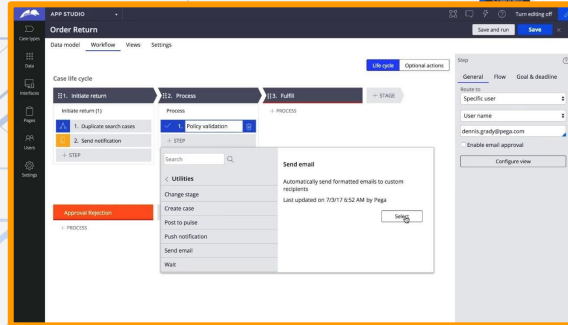 APP STUDIO
Turn editing off
Order Return
Save and run
Save
Case types
Data model
Workflow
Views
Settings
Life cycle
Optional actions
Step
General
Flow
Goal & deadline
Data
Case life cycle
Route to
Specific user
1. Initiate return
2. Process
3. Fulfill
+ STAGE
Interfaces
Initiate return (1)
Process
+ PROCESS
User name
1. Duplicate search cases
1. Policy validation
dennis.grady@pega.com
Pages
2. Send notification
+ STEP
Enable email approval
+ STEP
Configure view
Users
Search
Send email
Utilities
Automatically send formatted emails to custom
recipients
Settings
Change stage
Last updated on 7/3/17 6:52 AM by Pega
Create case
Approval Rejection
Post to pulse
Select
+ PROCESS
Push notification
Send email
Wait